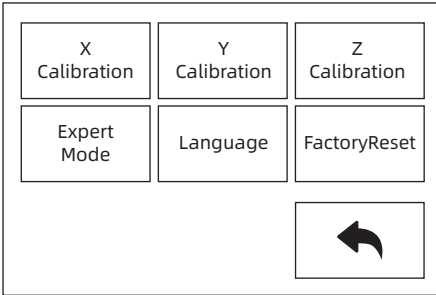 X
Calibration
Y
Calibration
Z
Calibration
Expert
Mode
Language
FactoryReset